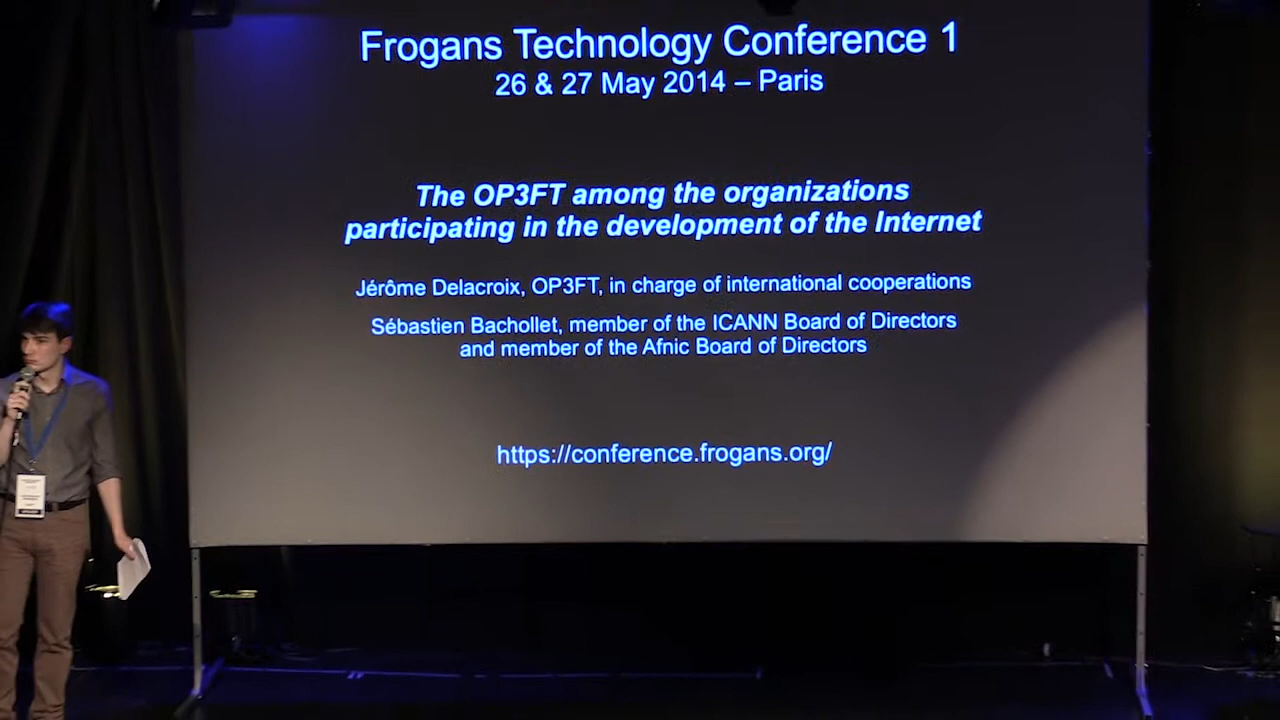 Frogans Technology Conference 1
26 & 27 May 2014 – Paris
The OP3FT among the organizations
participating in the development of the Internet
Jérôme Delacroix, OP3FT, in charge of international cooperations
Sébastien Bachollet, member of the ICANN Board of Directors
and member of the Afnic Board of Directors
https://conference.frogans.org/